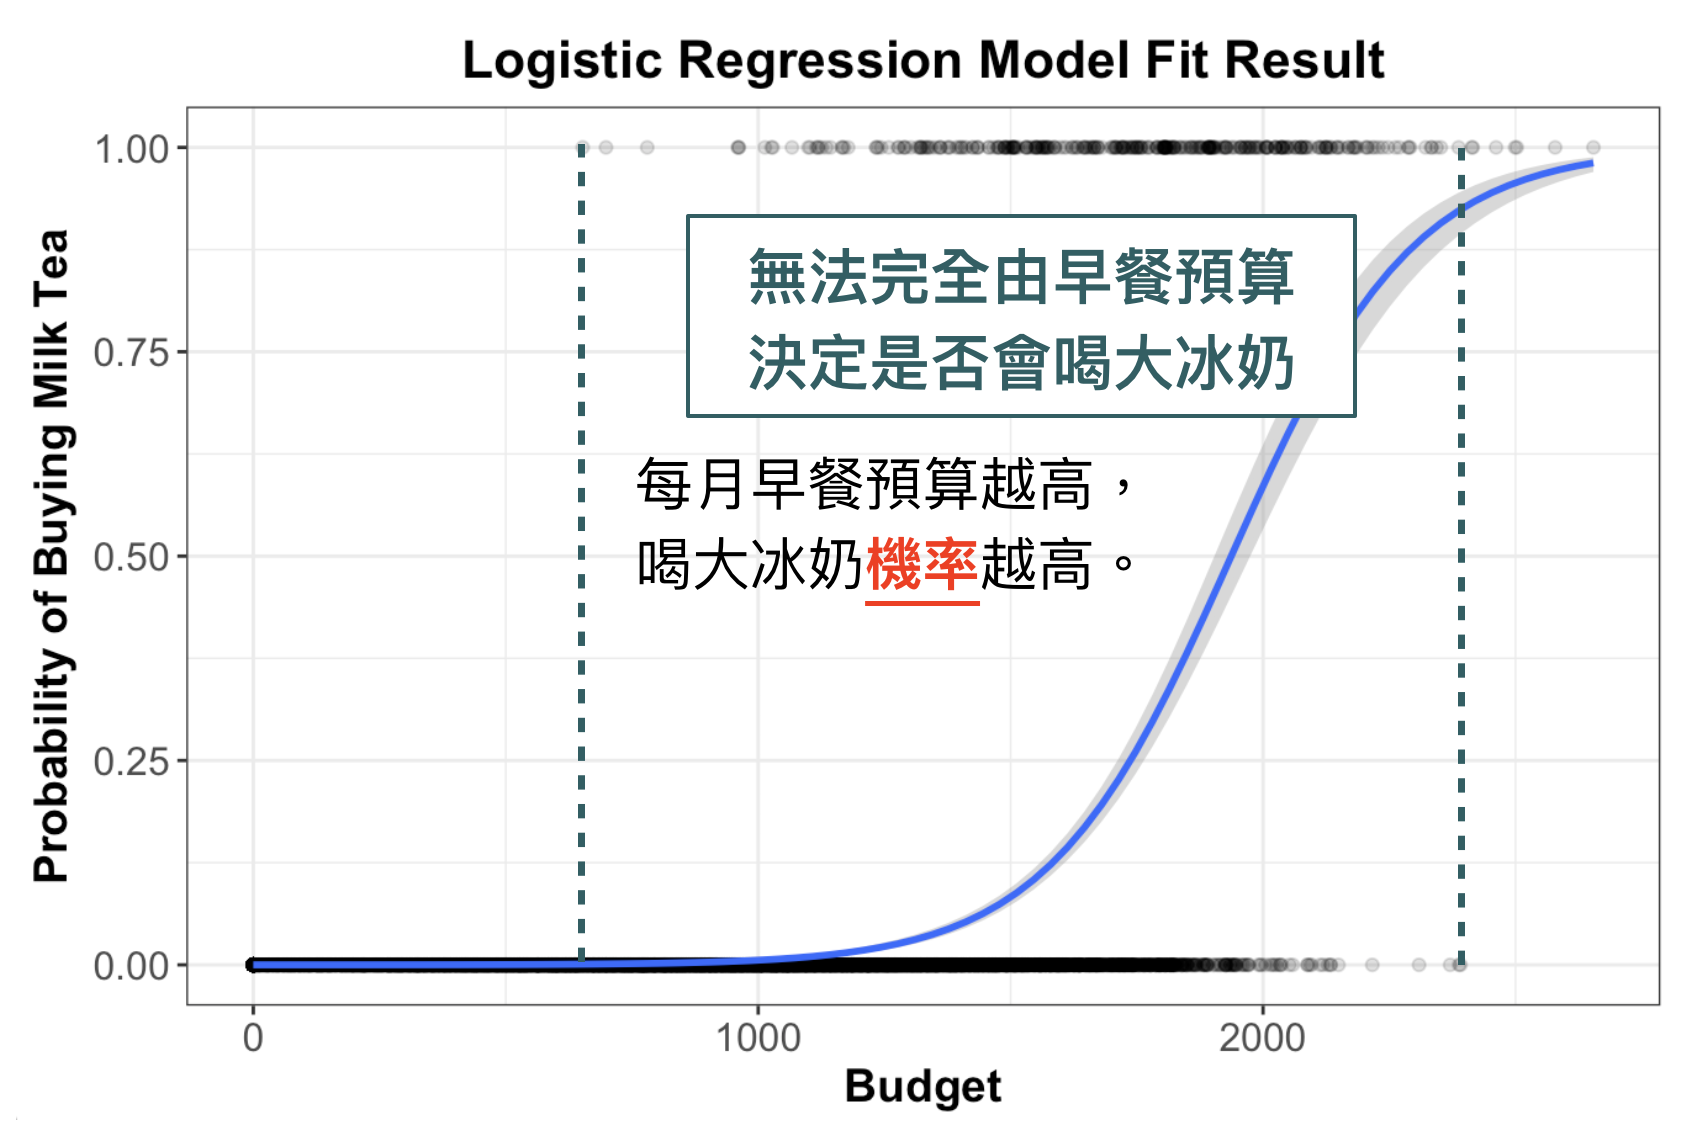 Logistic Regression Model Fit Result
Probability of Buying Milk Tea
1.00
0.75
0.50
0.25
0.00
無法完全由早餐預算
決定是否會喝大冰奶
每月早餐預算越高，
喝大冰奶機率越高。
0 1000 2000
Budget